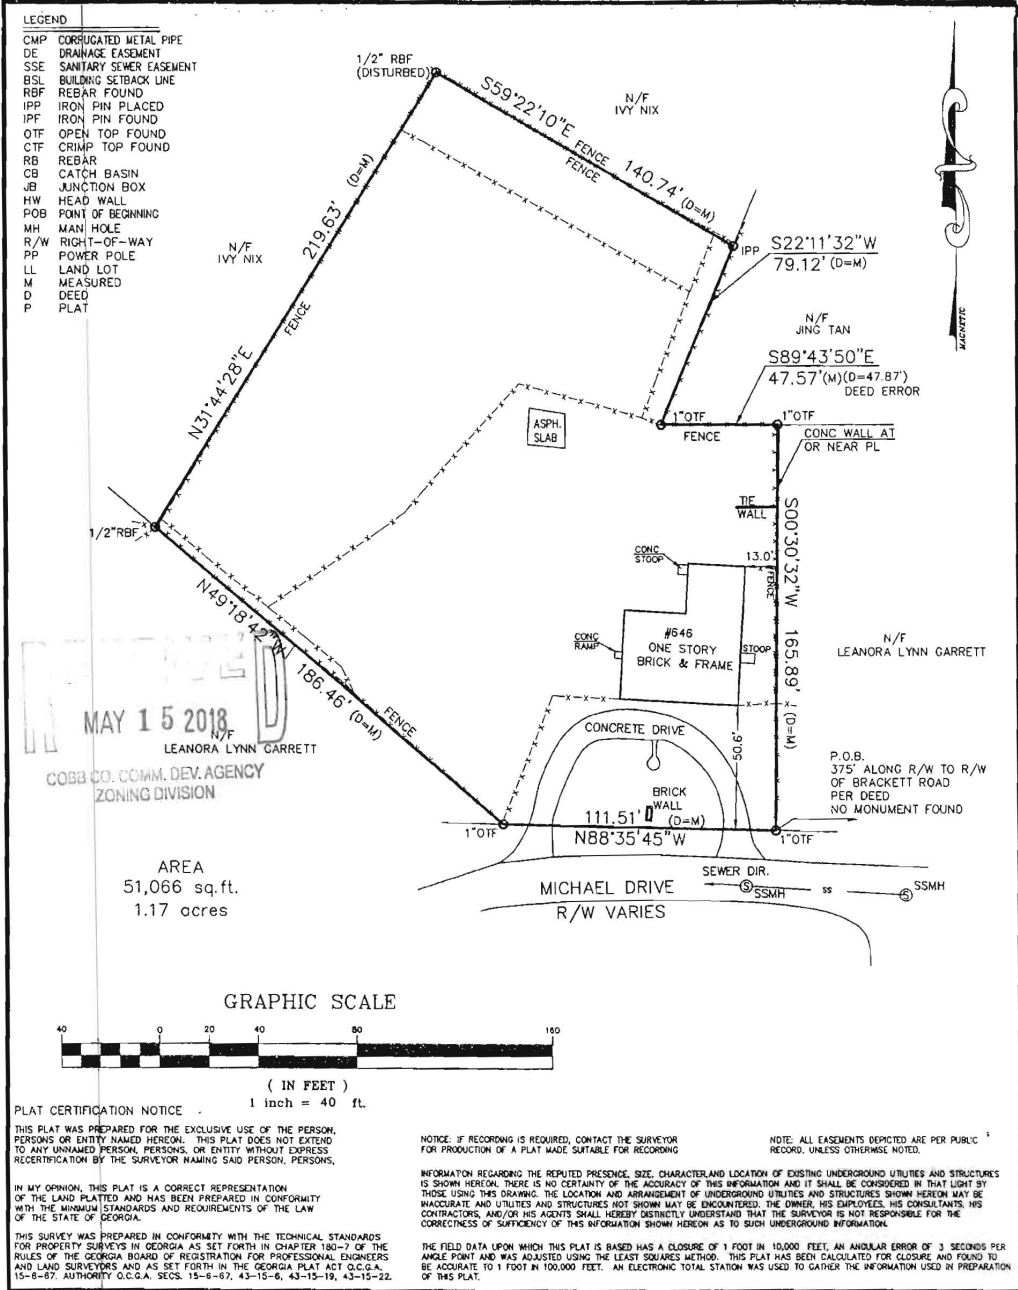 LEGEND
CMP CORRUGATED METAL PIPE
DE DRAINAGE EASEMENT
SSE SANITARY SEWER EASEMENT
BSL BUILDING SETBACK LINE
RBF REBAR FOUND
IPP IRON PIN PLACED
IPF IRON PIN FOUND
OTF OPEN TOP FOUND
CTF CRIMP TOP FOUND
RB REBAR
CB CATCH BASIN
JB JUNCTION BOX
HW HEAD WALL
POB POINT OF BEGINNING
MH MAN HOLE
R/W RIGHT-OF-WAY
PP POWER POLE
LL LAND LOT
M MEASURED
D DEED
P PLAT
1/2" RBF
(DISTURBED)
S59°22'10"E
FENCE
FENCE
140.74' (D=M)
N/F
IVY NIX
N/F
IVY NIX
219.63' (D=M)
FENCE
N31°44'28"E
IPP
S22°11'32"W
79.12' (D=M)
N/F
JING TAN
S89°43'50"E
47.57'(M)(D=47.87')
DEED ERROR
MAGNETIC
1"OTF
FENCE
1"OTF
CONC WALL AT
OR NEAR PL
ASPH.
SLAB
TIE
WALL
S00°30'32"W 165.89' (D=M)
1/2"RBF
N49°18'42"W
186.46' (D=M)
FENCE
CONC
STOOP
13.0'
FENCE
CONC
RAMP
#646
ONE STORY
BRICK & FRAME
STOOP
N/F
LEANORA LYNN GARRETT
MAY 15 2018
N/F
LEANORA LYNN GARRETT
COBB CO. COMM. DEV. AGENCY
ZONING DIVISION
CONCRETE DRIVE
50.6'
BRICK
WALL
P.O.B.
375' ALONG R/W TO R/W
OF BRACKETT ROAD
PER DEED
NO MONUMENT FOUND
1"OTF
111.51' (D=M)
N88°35'45"W
1"OTF
AREA
51,066 sq.ft.
1.17 acres
MICHAEL DRIVE
R/W VARIES
SEWER DIR.
S SSMH
SS
S SSMH
GRAPHIC SCALE
40 0 20 40 80 160
( IN FEET )
1 inch = 40 ft.
PLAT CERTIFICATION NOTICE
THIS PLAT WAS PREPARED FOR THE EXCLUSIVE USE OF THE PERSON,
PERSONS OR ENTITY NAMED HEREON. THIS PLAT DOES NOT EXTEND
TO ANY UNNAMED PERSON, PERSONS, OR ENTITY WITHOUT EXPRESS
RECERTIFICATION BY THE SURVEYOR NAMING SAID PERSON, PERSONS,
IN MY OPINION, THIS PLAT IS A CORRECT REPRESENTATION
OF THE LAND PLATTED AND HAS BEEN PREPARED IN CONFORMITY
WITH THE MINIMUM STANDARDS AND REQUIREMENTS OF THE LAW
OF THE STATE OF GEORGIA.
THIS SURVEY WAS PREPARED IN CONFORMITY WITH THE TECHNICAL STANDARDS
FOR PROPERTY SURVEYS IN GEORGIA AS SET FORTH IN CHAPTER 180-7 OF THE
RULES OF THE GEORGIA BOARD OF REGISTRATION FOR PROFESSIONAL ENGINEERS
AND LAND SURVEYORS AND AS SET FORTH IN THE GEORGIA PLAT ACT O.C.G.A.
15-6-67. AUTHORITY O.C.G.A. SECS. 15-6-67, 43-15-6, 43-15-19, 43-15-22.
NOTICE: IF RECORDING IS REQUIRED, CONTACT THE SURVEYOR
FOR PRODUCTION OF A PLAT MADE SUITABLE FOR RECORDING
NOTE: ALL EASEMENTS DEPICTED ARE PER PUBLIC
RECORD, UNLESS OTHERWISE NOTED.
INFORMATION REGARDING THE REPUTED PRESENCE, SIZE, CHARACTER,AND LOCATION OF EXISTING UNDERGROUND UTILITIES AND STRUCTURES
IS SHOWN HEREON. THERE IS NO CERTAINTY OF THE ACCURACY OF THIS INFORMATION AND IT SHALL BE CONSIDERED IN THAT LIGHT BY
THOSE USING THIS DRAWING. THE LOCATION AND ARRANGEMENT OF UNDERGROUND UTILITIES AND STRUCTURES SHOWN HEREON MAY BE
INACCURATE AND UTILITIES AND STRUCTURES NOT SHOWN MAY BE ENCOUNTERED. THE OWNER, HIS EMPLOYEES, HIS CONSULTANTS, HIS
CONTRACTORS, AND/OR HIS AGENTS SHALL HEREBY DISTINCTLY UNDERSTAND THAT THE SURVEYOR IS NOT RESPONSIBLE FOR THE
CORRECTNESS OF SUFFICENCY OF THIS INFORMATION SHOWN HEREON AS TO SUCH UNDERGROUND INFORMATION.
THE FIELD DATA UPON WHICH THIS PLAT IS BASED HAS A CLOSURE OF 1 FOOT IN 10,000 FEET, AN ANGULAR ERROR OF 3 SECONDS PER
ANGLE POINT AND WAS ADJUSTED USING THE LEAST SQUARES METHOD. THIS PLAT HAS BEEN CALCULATED FOR CLOSURE AND FOUND TO
BE ACCURATE TO 1 FOOT IN 100,000 FEET. AN ELECTRONIC TOTAL STATION WAS USED TO GATHER THE INFORMATION USED IN PREPARATION
OF THIS PLAT.